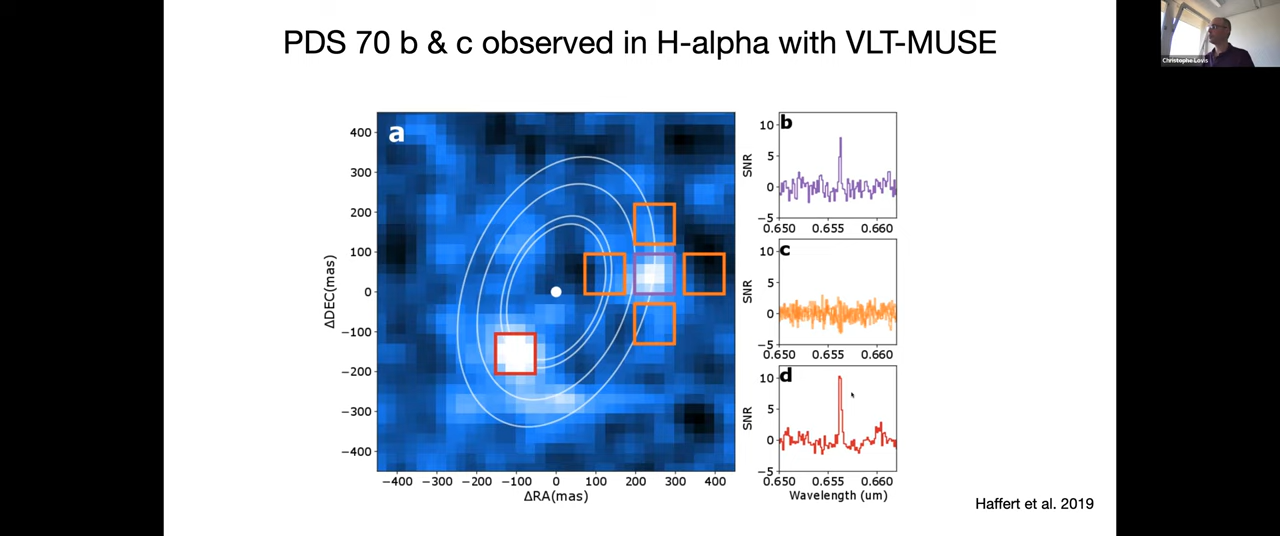 PDS 70 b & c observed in H-alpha with VLT-MUSE
Christophe Lovis
a
400
300
200
100
0
−100
−200
−300
−400
ΔDEC(mas)
−400 −300 −200 −100 0 100 200 300 400
ΔRA(mas)
b
10
5
0
−5
SNR
0.650 0.655 0.660
c
10
5
0
−5
SNR
0.650 0.655 0.660
d
10
5
0
−5
SNR
0.650 0.655 0.660
Wavelength (um)
Haffert et al. 2019